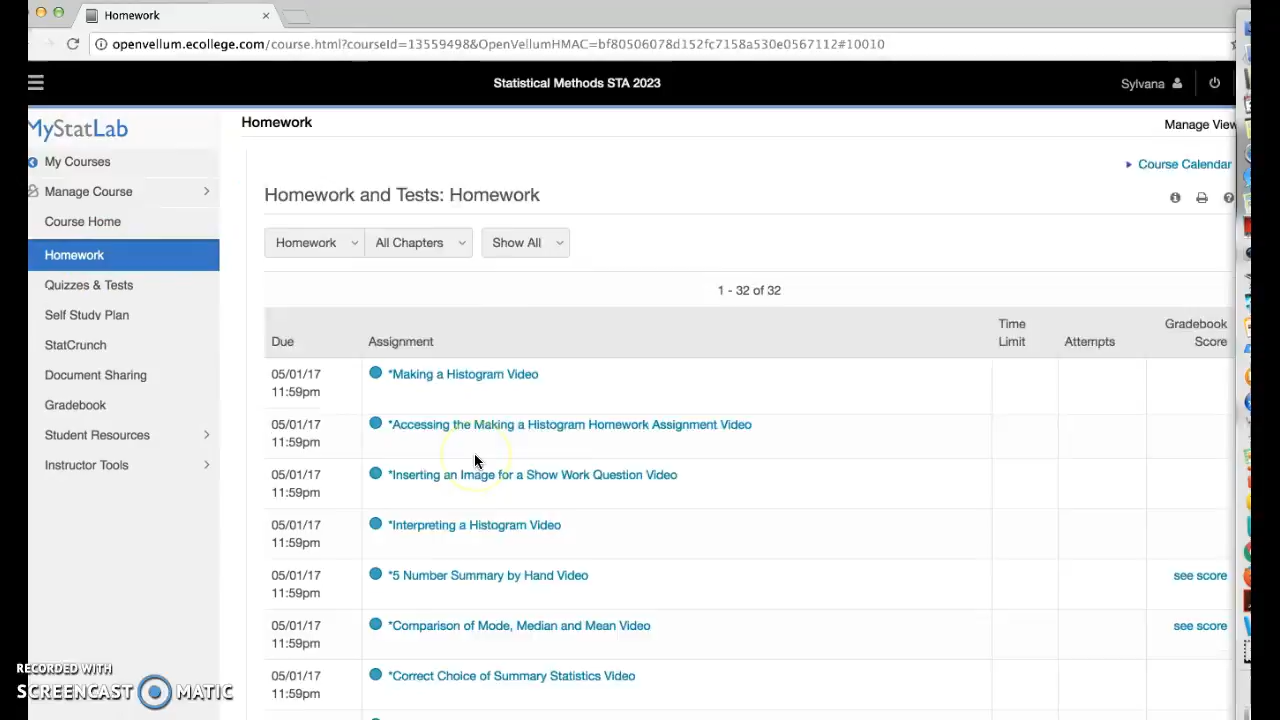 Homework
openvellum.ecollege.com/course.html?courseId=13559498&OpenVellumHMAC=bf80506078d152fc7158a530e0567112#10010
Statistical Methods STA 2023
Sylvana
MyStatLab
My Courses
Manage Course
Course Home
Homework
Quizzes & Tests
Self Study Plan
StatCrunch
Document Sharing
Gradebook
Student Resources
Instructor Tools
Homework
Manage View
Course Calendar
Homework and Tests: Homework
Homework All Chapters Show All
1 - 32 of 32
Due Assignment Time Limit Attempts Gradebook Score
05/01/17 11:59pm *Making a Histogram Video
05/01/17 11:59pm *Accessing the Making a Histogram Homework Assignment Video
05/01/17 11:59pm *Inserting an Image for a Show Work Question Video
05/01/17 11:59pm *Interpreting a Histogram Video
05/01/17 11:59pm *5 Number Summary by Hand Video see score
05/01/17 11:59pm *Comparison of Mode, Median and Mean Video see score
05/01/17 11:59pm *Correct Choice of Summary Statistics Video
RECORDED WITH
SCREENCAST MATIC